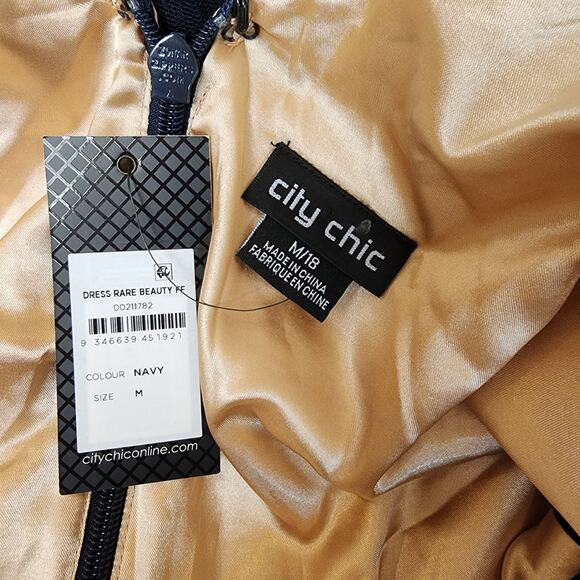 DRESS RARE BEAUTY FF
00211782
9 346639 451921
COLOUR NAVY
SIZE M
citychiconline.com
city chic
M/18
MADE IN CHINA
FABRIQUE EN CHINE